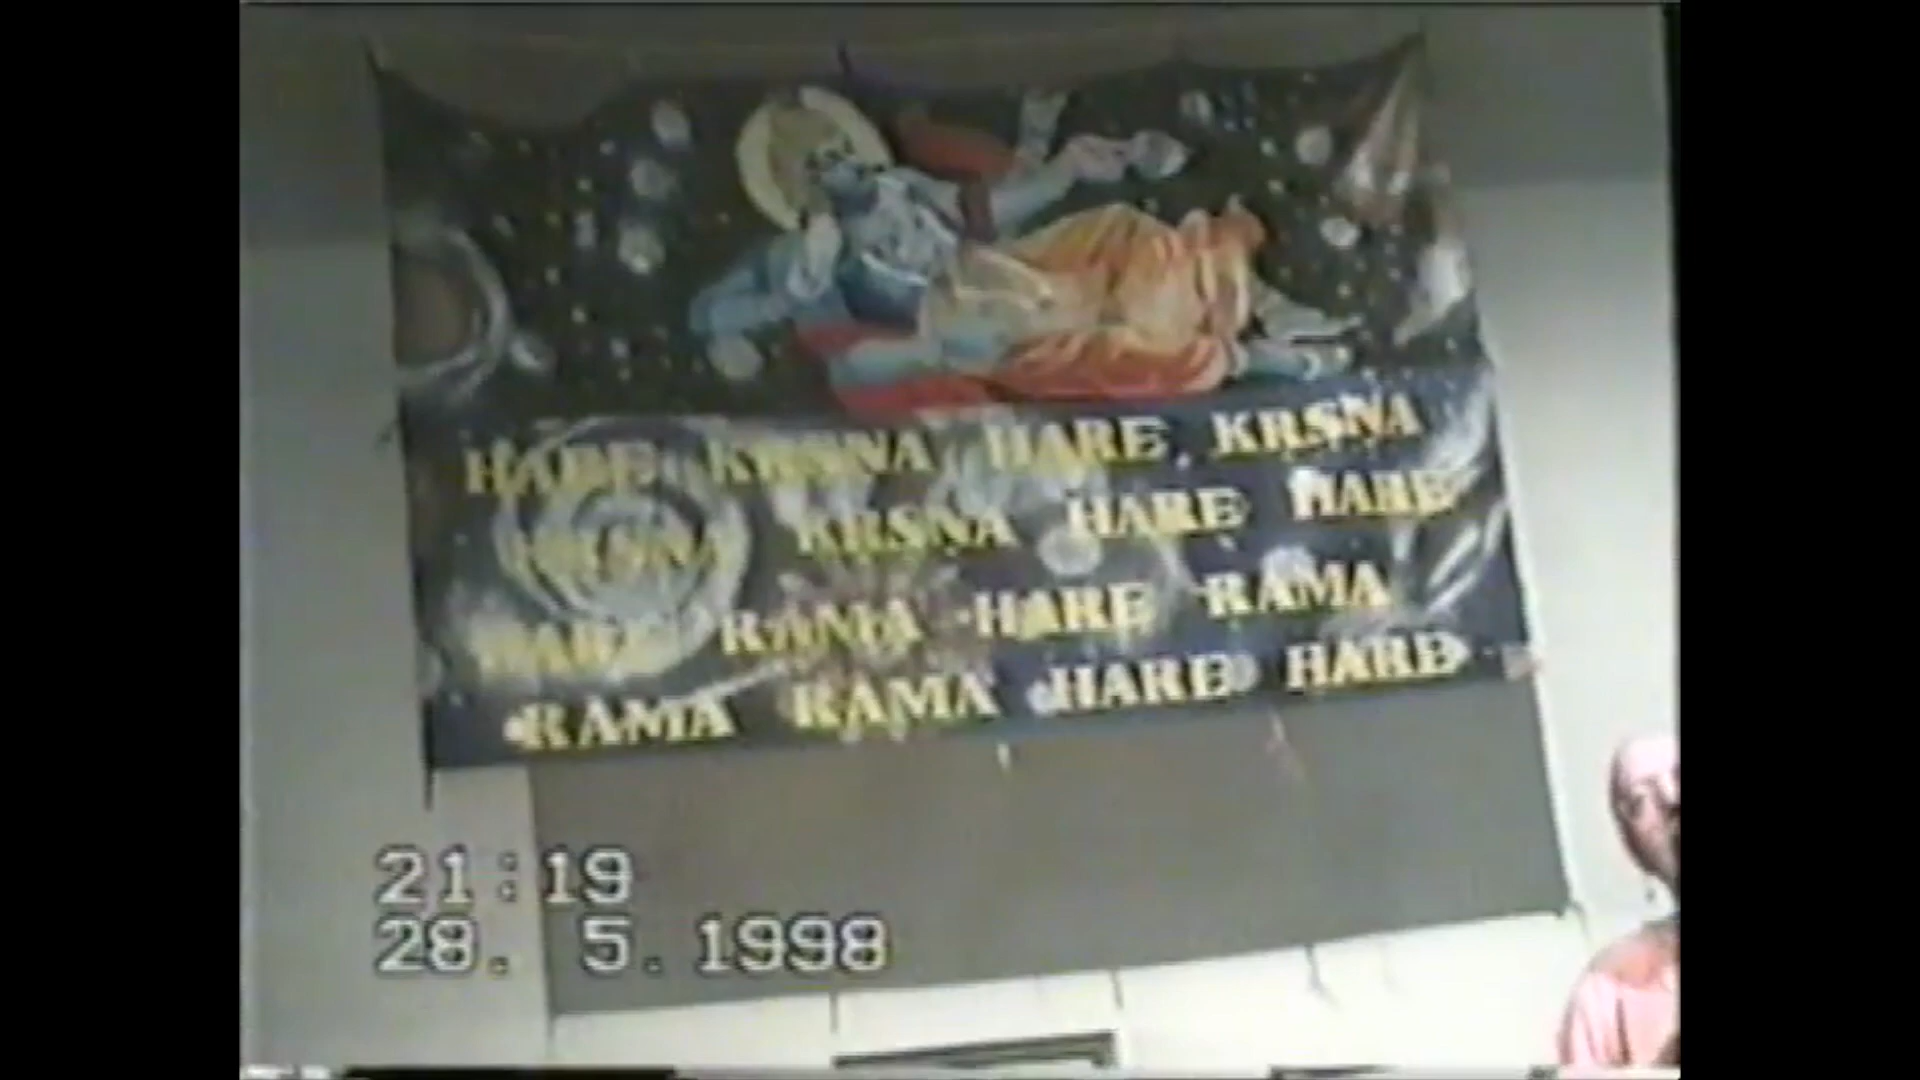 HARE KRSNA HARE KRSNA
KRSNA KRSNA HARE HARE
HARE RAMA HARE RAMA
RAMA RAMA HARE HARE
21:19
28. 5.1998